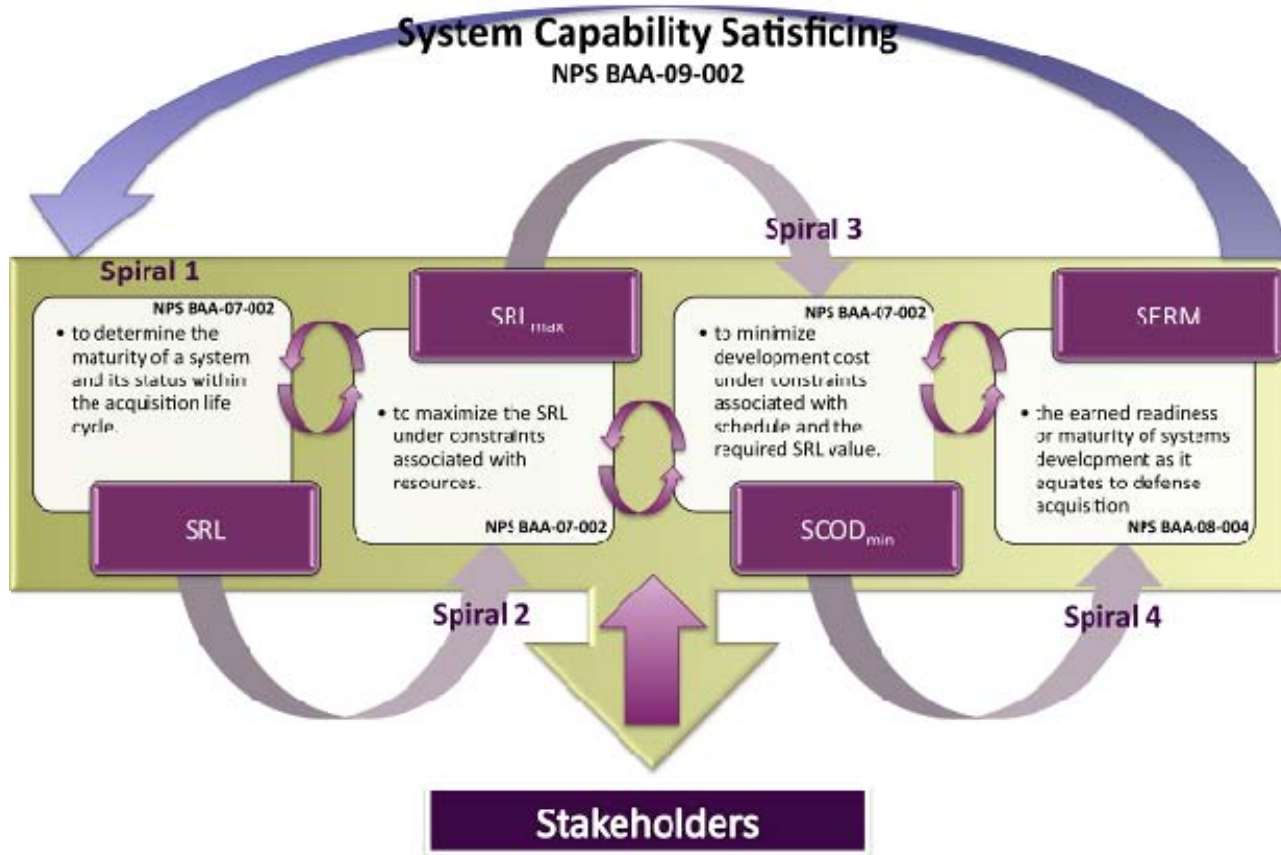 System Capability Satisficing
NPS BAA-09-002
Spiral 3
Spiral 1
NPS BAA-07-002
• to determine the
maturity of a system
and its status within
the acquisition life
cycle.
SRL
SRLmax
• to maximize the SRL
under constraints
associated with
resources.
NPS BAA-07-002
Spiral 2
NPS BAA-07-002
• to minimize
development cost
under constraints
associated with
schedule and the
required SRL value.
SCODmin
SERM
• the earned readiness
or maturity of systems
development as it
equates to defense
acquisition
NPS BAA-08-004
Spiral 4
Stakeholders